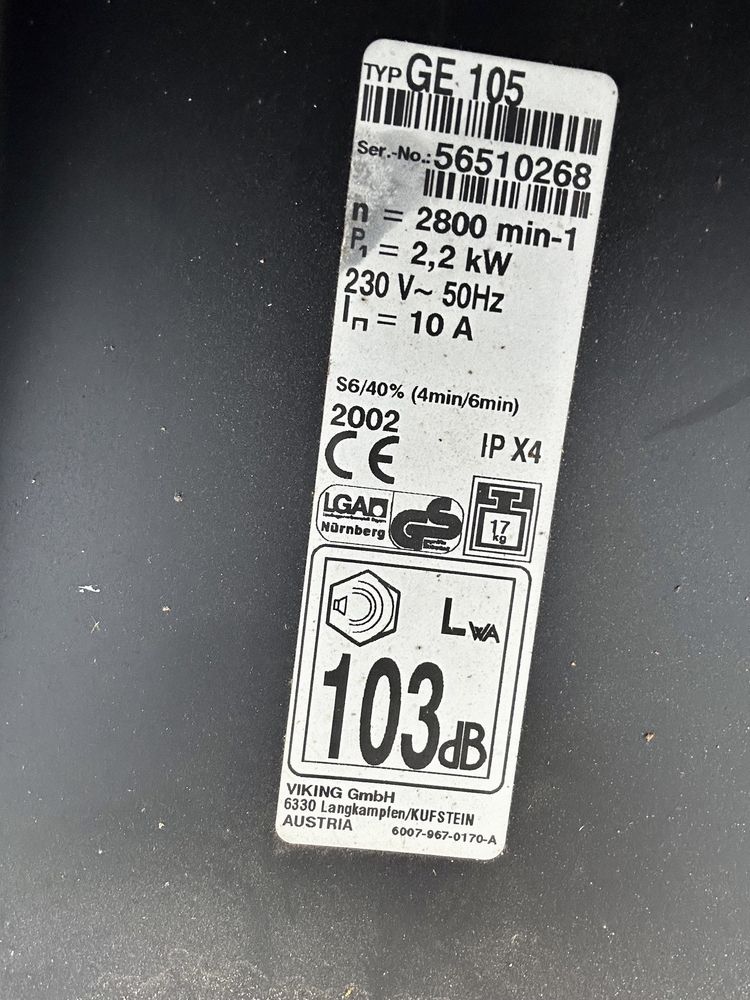 TYP GE 105
Ser.-No.: 56510268
n = 2800 min-1
P1 = 2,2 kW
230 V~ 50Hz
In = 10 A
S6/40% (4min/6min)
2002
CE IP X4
LGA
Nürnberg
GS
geprüfte
Sicherheit
17
kg
LWA
103dB
VIKING GmbH
6330 Langkampfen/KUFSTEIN
AUSTRIA 6007-967-0170-A